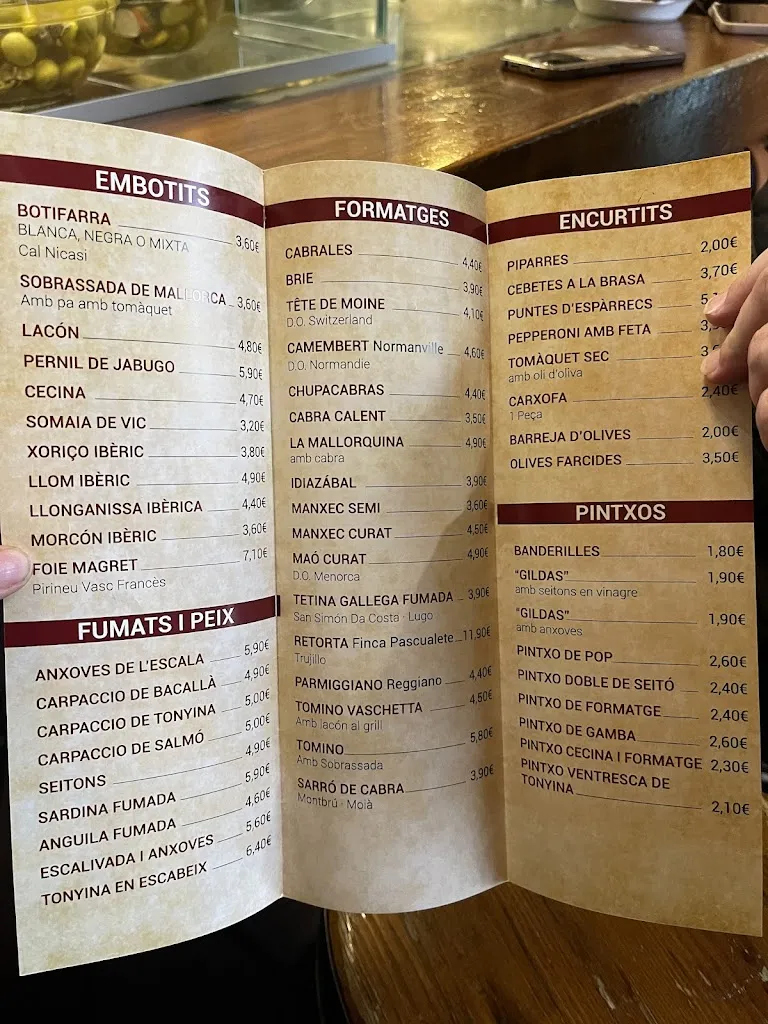 EMBOTITS
BOTIFARRA 3,60€
BLANCA, NEGRA O MIXTA
Cal Nicasi
SOBRASSADA DE MALLORCA 3,60€
Amb pa amb tomàquet
LACÓN 4,80€
PERNIL DE JABUGO 5,90€
CECINA 4,70€
SOMAIA DE VIC 3,20€
XORIÇO IBÈRIC 3,80€
LLOM IBÈRIC 4,90€
LLONGANISSA IBÈRICA 4,40€
MORCÓN IBÈRIC 3,60€
FOIE MAGRET 7,10€
Pirineu Vasc Francès
FUMATS I PEIX
ANXOVES DE L'ESCALA 5,90€
CARPACCIO DE BACALLÀ 4,90€
CARPACCIO DE TONYINA 5,00€
CARPACCIO DE SALMÓ 5,00€
SEITONS 4,90€
SARDINA FUMADA 5,90€
ANGUILA FUMADA 4,60€
ESCALIVADA I ANXOVES 5,60€
TONYINA EN ESCABEIX 6,40€
FORMATGES
CABRALES 4,40€
BRIE 3,90€
TÊTE DE MOINE 4,10€
D.O. Switzerland
CAMEMBERT Normanville 4,60€
D.O. Normandie
CHUPACABRAS 4,40€
CABRA CALENT 3,50€
LA MALLORQUINA 4,90€
amb cabra
IDIAZÁBAL 3,90€
MANXEC SEMI 3,60€
MANXEC CURAT 4,50€
MAÓ CURAT 4,90€
D.O. Menorca
TETINA GALLEGA FUMADA 3,90€
San Simón Da Costa - Lugo
RETORTA Finca Pascualete 11,90€
Trujillo
PARMIGGIANO Reggiano 4,40€
TOMINO VASCHETTA 4,50€
Amb lacón al grill
TOMINO 5,80€
Amb Sobrassada
SARRÓ DE CABRA 3,90€
Montbrú - Moià
ENCURTITS
PIPARRES 2,00€
CEBETES A LA BRASA 3,70€
PUNTES D'ESPÀRRECS
PEPPERONI AMB FETA
TOMÀQUET SEC
amb oli d'oliva
CARXOFA 2,40€
1 Peça
BARREJA D'OLIVES 2,00€
OLIVES FARCIDES 3,50€
PINTXOS
BANDERILLES 1,80€
"GILDAS" 1,90€
amb seitons en vinagre
"GILDAS" 1,90€
amb anxoves
PINTXO DE POP 2,60€
PINTXO DOBLE DE SEITÓ 2,40€
PINTXO DE FORMATGE 2,40€
PINTXO DE GAMBA 2,60€
PINTXO CECINA I FORMATGE 2,30€
PINTXO VENTRESCA DE
TONYINA 2,10€